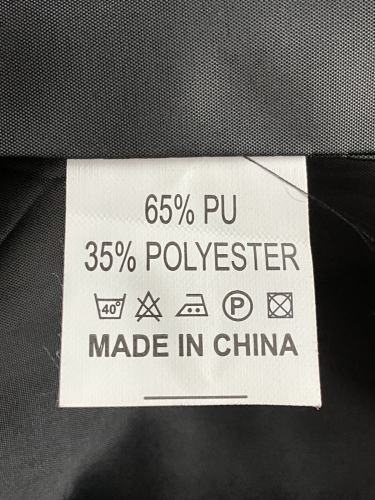 65% PU
35% POLYESTER
40° P
MADE IN CHINA